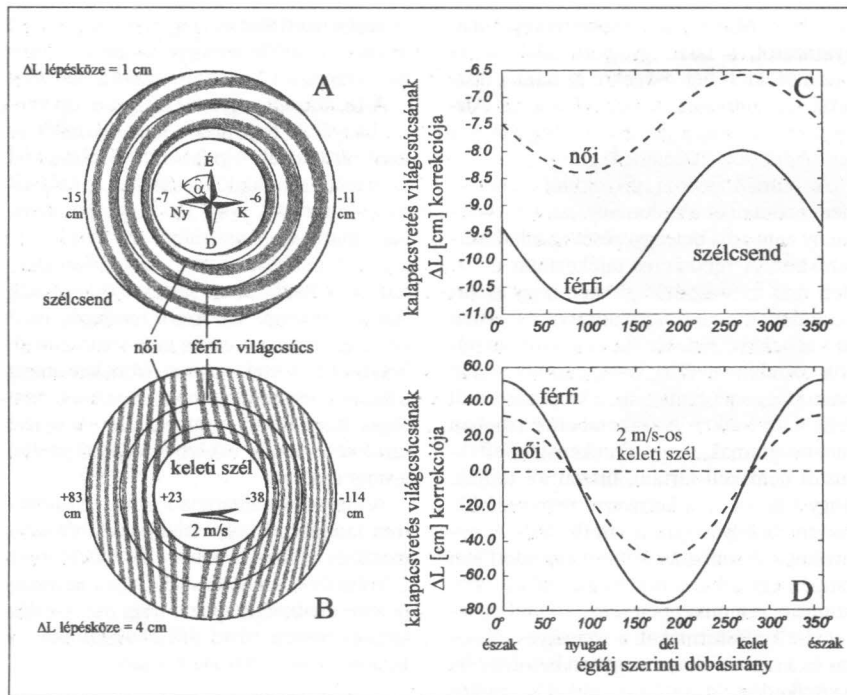 ΔL lépésköze = 1 cm
A
É
α
-15
cm
-7
Ny
K
-6
-11
cm
D
szélcsend
női
férfi
világcsúcs
keleti szél
+83
cm
+23
-38
-114
cm
2 m/s
B
ΔL lépésköze = 4 cm
kalapácsvetés világcsúcsának
ΔL [cm] korrekciója
-6.5
-7.0
-7.5
-8.0
-8.5
-9.0
-9.5
-10.0
-10.5
-11.0
C
női
szélcsend
férfi
0° 50° 100° 150° 200° 250° 300° 350°
kalapácsvetés világcsúcsának
ΔL [cm] korrekciója
60.0
40.0
20.0
0.0
-20.0
-40.0
-60.0
-80.0
férfi
női
2 m/s-os
keleti szél
D
0° 50° 100° 150° 200° 250° 300° 350°
észak nyugat dél kelet észak
égtáj szerinti dobásirány